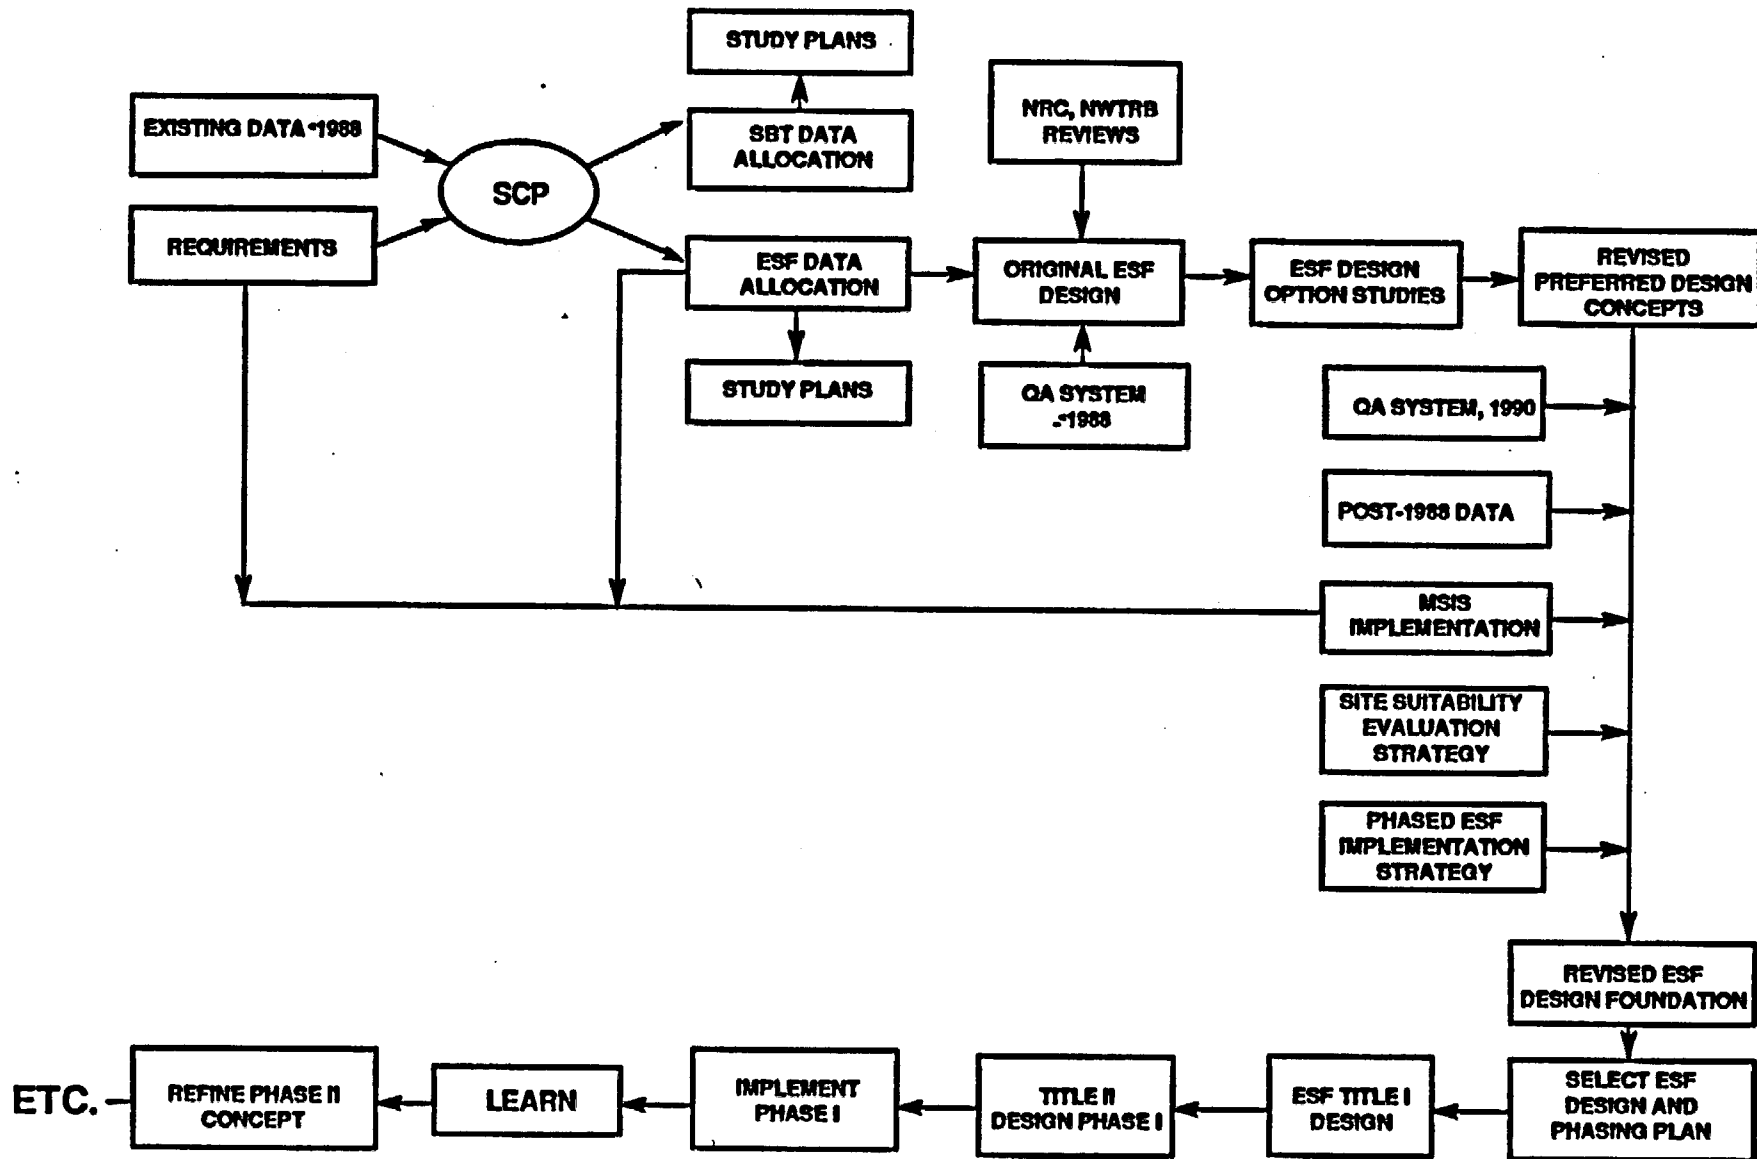 STUDY PLANS
EXISTING DATA -1988
SBT DATA
ALLOCATION
NRC, NWTRB
REVIEWS
SCP
REQUIREMENTS
ESF DATA
ALLOCATION
ORIGINAL ESF
DESIGN
ESF DESIGN
OPTION STUDIES
REVISED
PREFERRED DESIGN
CONCEPTS
STUDY PLANS
QA SYSTEM
-1988
QA SYSTEM, 1990
POST-1988 DATA
MSIS
IMPLEMENTATION
SITE SUITABILITY
EVALUATION
STRATEGY
PHASED ESF
IMPLEMENTATION
STRATEGY
REVISED ESF
DESIGN FOUNDATION
SELECT ESF
DESIGN AND
PHASING PLAN
ESF TITLE I
DESIGN
TITLE II
DESIGN PHASE I
IMPLEMENT
PHASE I
LEARN
REFINE PHASE II
CONCEPT
ETC.